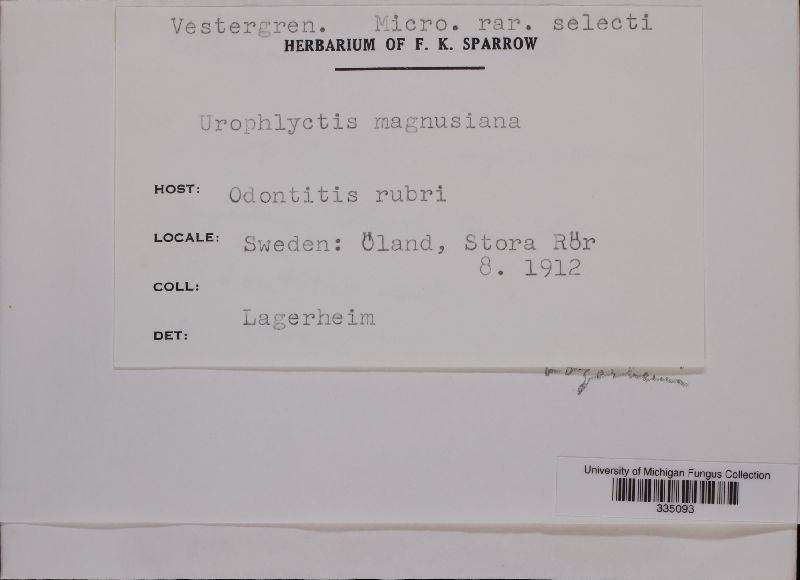 Vestergren. Micro. rar. selecti
HERBARIUM OF F. K. SPARROW
Urophlyctis magnusiana
HOST: Odontitis rubri
LOCALE: Sweden: Öland, Stora Rör
8. 1912
COLL:
Lagerheim
DET:
University of Michigan Fungus Collection
335093